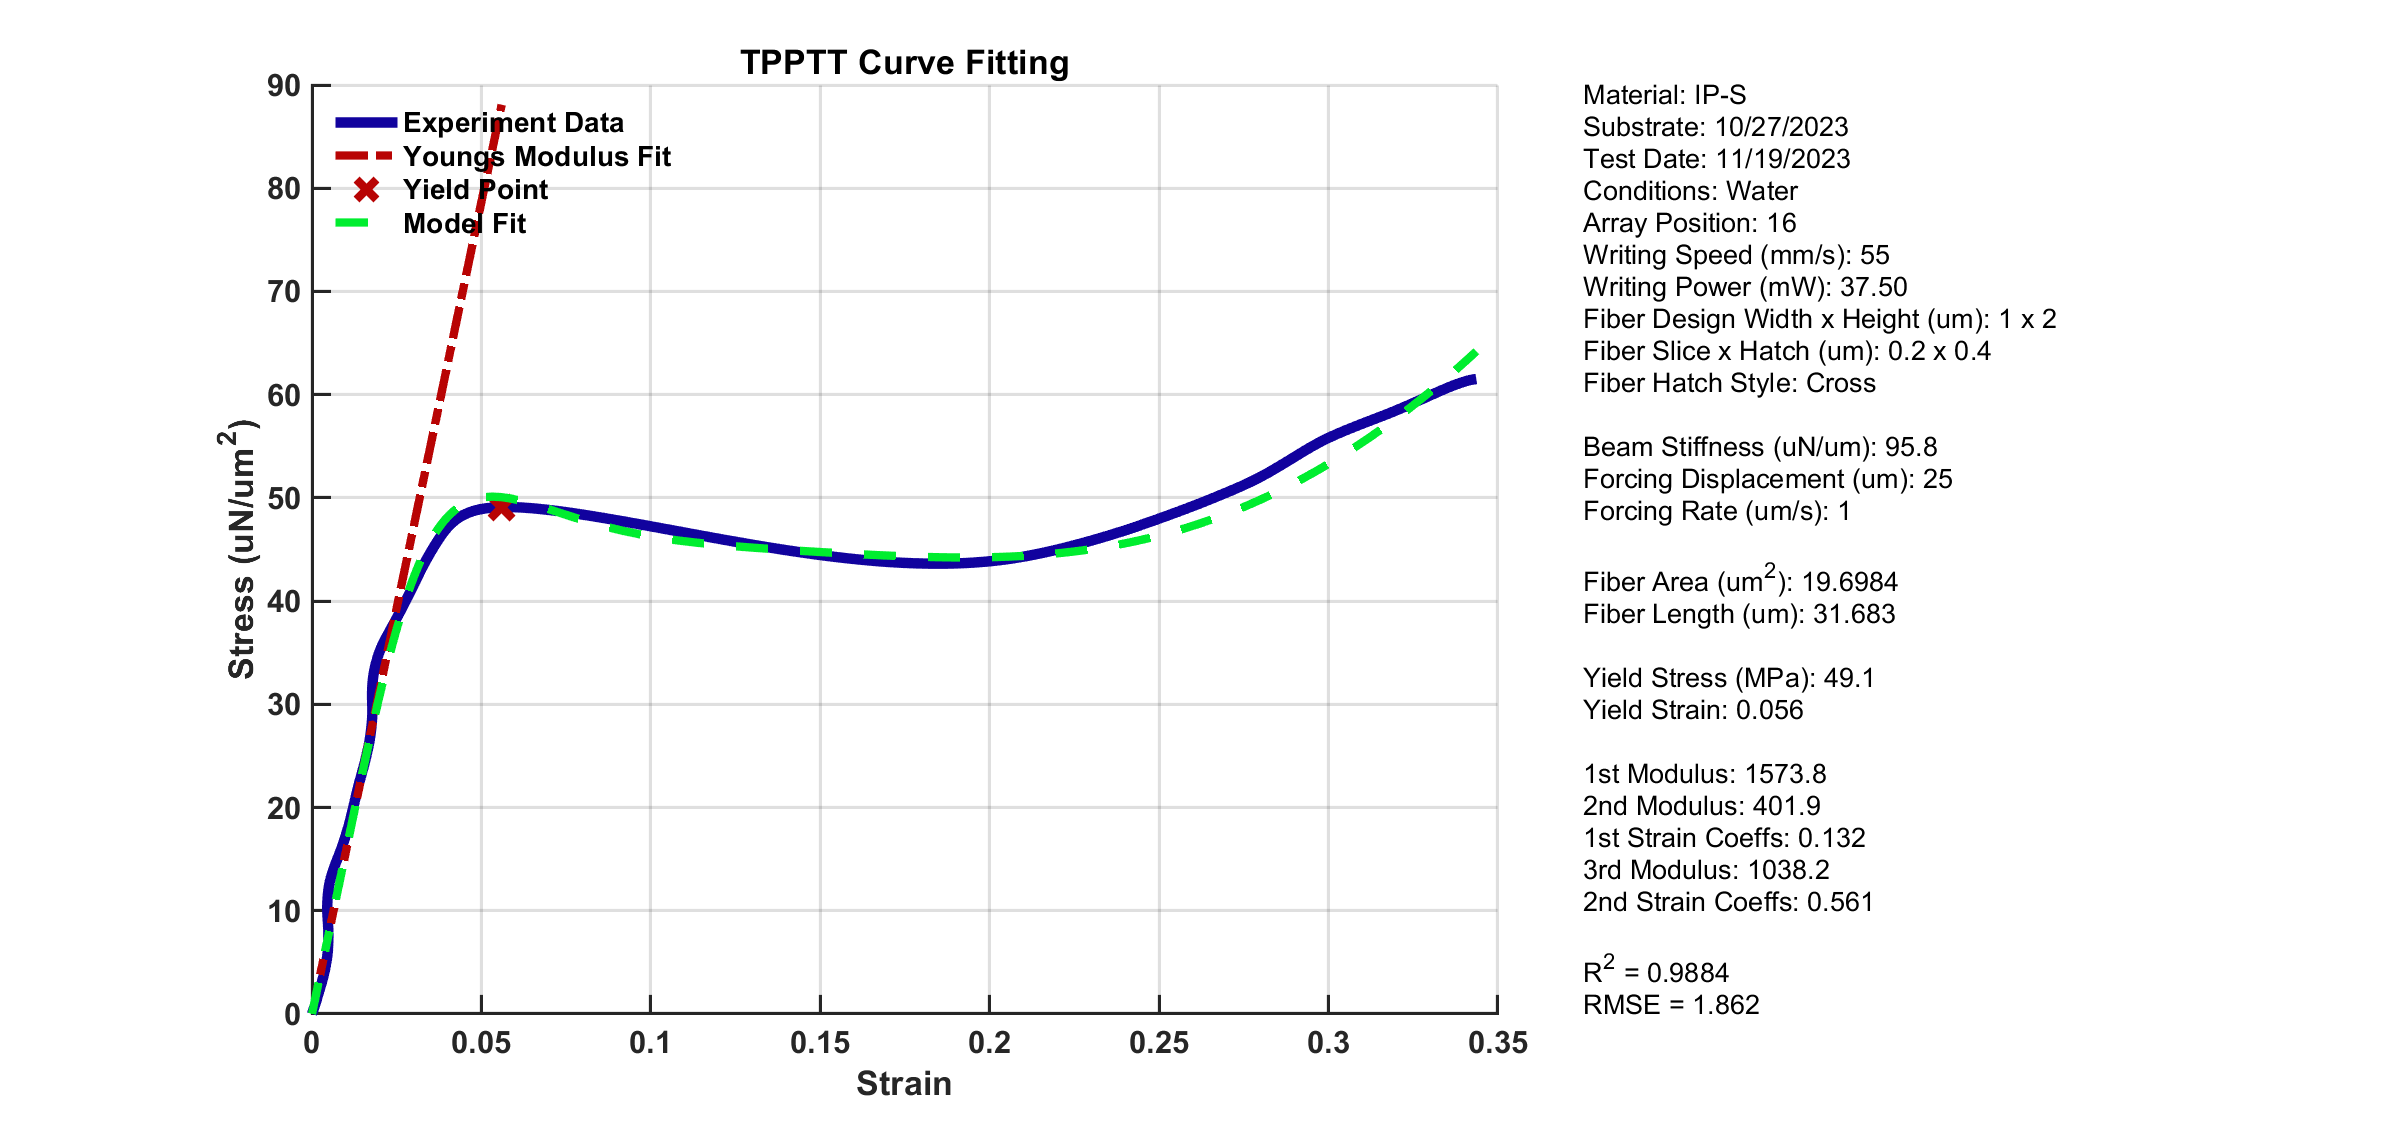 TPPTT Curve Fitting
90
80
70
60
50
40
30
20
10
0
Stress (uN/um²)
Experiment Data
Youngs Modulus Fit
Yield Point
Model Fit
0 0.05 0.1 0.15 0.2 0.25 0.3 0.35
Strain
Material: IP-S
Substrate: 10/27/2023
Test Date: 11/19/2023
Conditions: Water
Array Position: 16
Writing Speed (mm/s): 55
Writing Power (mW): 37.50
Fiber Design Width x Height (um): 1 x 2
Fiber Slice x Hatch (um): 0.2 x 0.4
Fiber Hatch Style: Cross
Beam Stiffness (uN/um): 95.8
Forcing Displacement (um): 25
Forcing Rate (um/s): 1
Fiber Area (um²): 19.6984
Fiber Length (um): 31.683
Yield Stress (MPa): 49.1
Yield Strain: 0.056
1st Modulus: 1573.8
2nd Modulus: 401.9
1st Strain Coeffs: 0.132
3rd Modulus: 1038.2
2nd Strain Coeffs: 0.561
R² = 0.9884
RMSE = 1.862